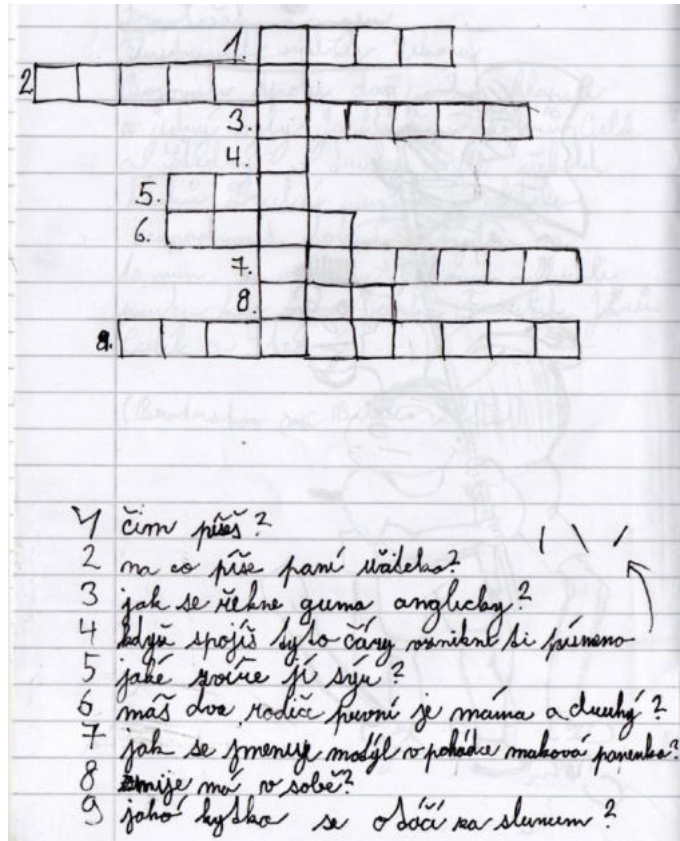 1.
2
3.
4.
5.
6.
7.
8.
9.
1 čím píšeš?
2 na co píše paní učitelka?
3 jak se řekne guma anglicky?
4 když spojíš tyto čáry vznikne ti písmeno
5 jaké zvíře jí sýr?
6 máš dva rodiče první je máma a druhý?
7 jak se jmenuje motýl v pohádce maková panenka?
8 zmije má v sobě?
9 jaká kytka se otáčí za sluncem?